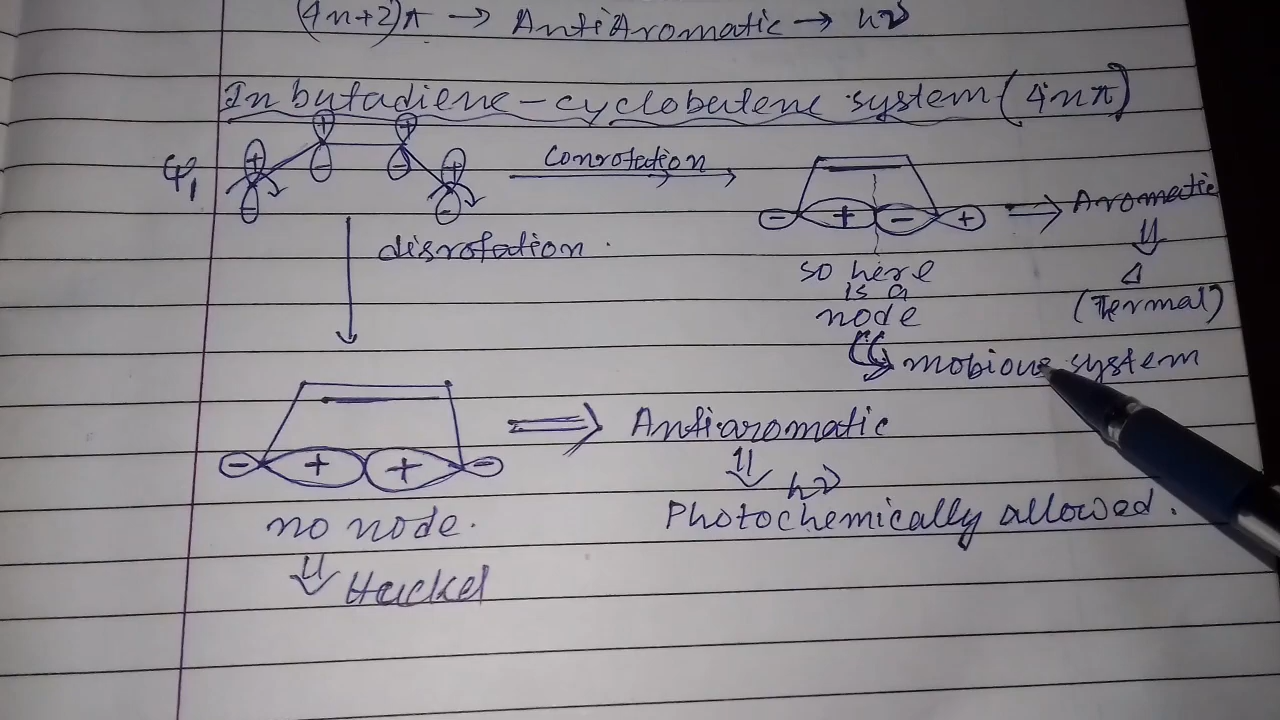 (4n+2)π → AntiAromatic → hν
In butadiene-cyclobutene system (4nπ)
φ₁
+ + + +
- - - -
Conrotation
- + - +
Aromatic
Δ
(Termal)
disrotation.
so here
is a
node
mobious system
- + + -
Antiaromatic
hν
Photochemically allowed.
no node.
Huckel